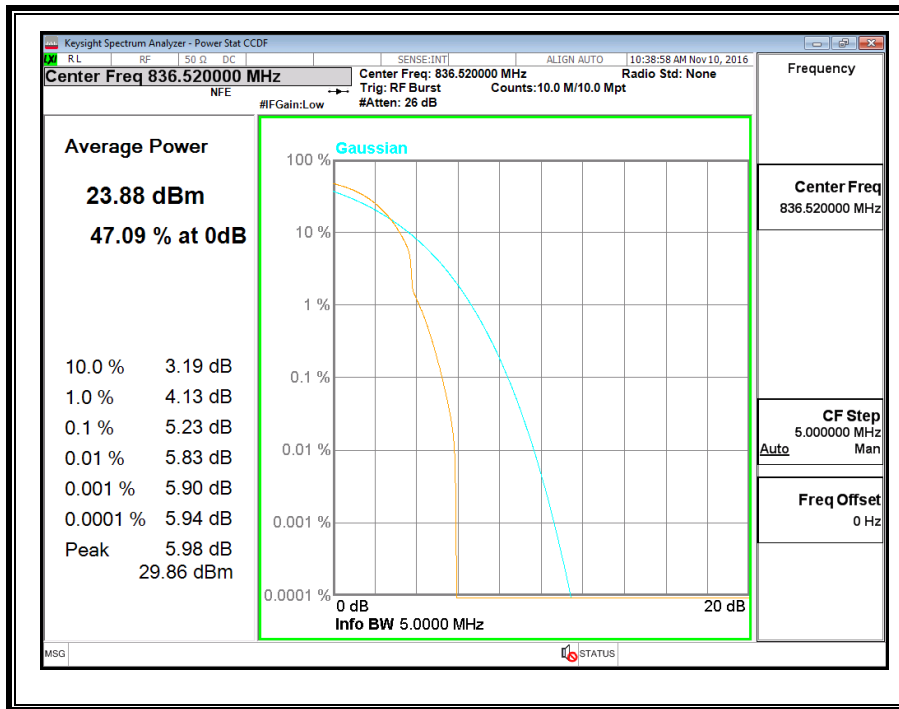 Keysight Spectrum Analyzer - Power Stat CCDF
LXI RL RF 50 Ω DC SENSE:INT ALIGN AUTO 10:38:58 AM Nov 10, 2016
Center Freq 836.520000 MHz
NFE
#IFGain:Low
Center Freq: 836.520000 MHz
Radio Std: None
Trig: RF Burst
Counts:10.0 M/10.0 Mpt
#Atten: 26 dB
Average Power
23.88 dBm
47.09 % at 0dB
10.0 % 3.19 dB
1.0 % 4.13 dB
0.1 % 5.23 dB
0.01 % 5.83 dB
0.001 % 5.90 dB
0.0001 % 5.94 dB
Peak 5.98 dB
29.86 dBm
Gaussian
100 %
10 %
1 %
0.1 %
0.01 %
0.001 %
0.0001 %
0 dB
20 dB
Info BW 5.0000 MHz
Frequency
Center Freq
836.520000 MHz
CF Step
5.000000 MHz
Auto Man
Freq Offset
0 Hz
MSG
STATUS